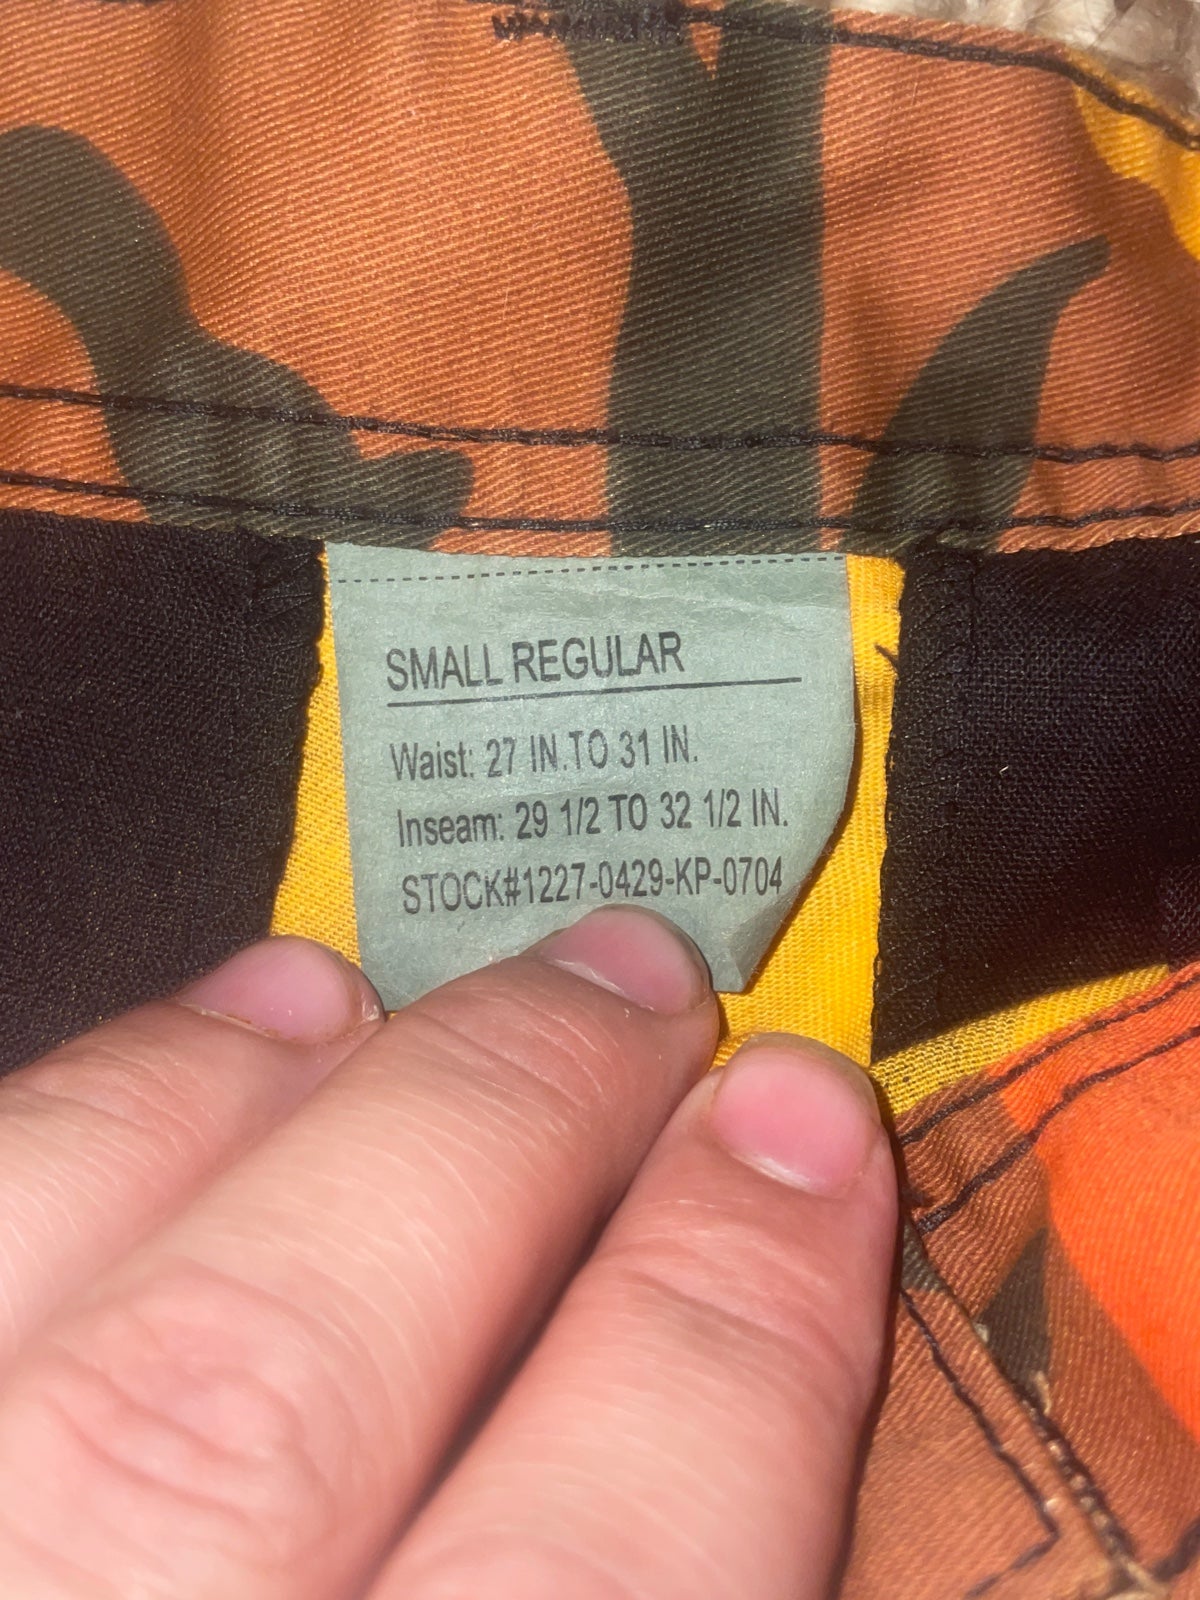 SMALL REGULAR
Waist: 27 IN.TO 31 IN.
Inseam: 29 1/2 TO 32 1/2 IN.
STOCK#1227-0429-KP-0704